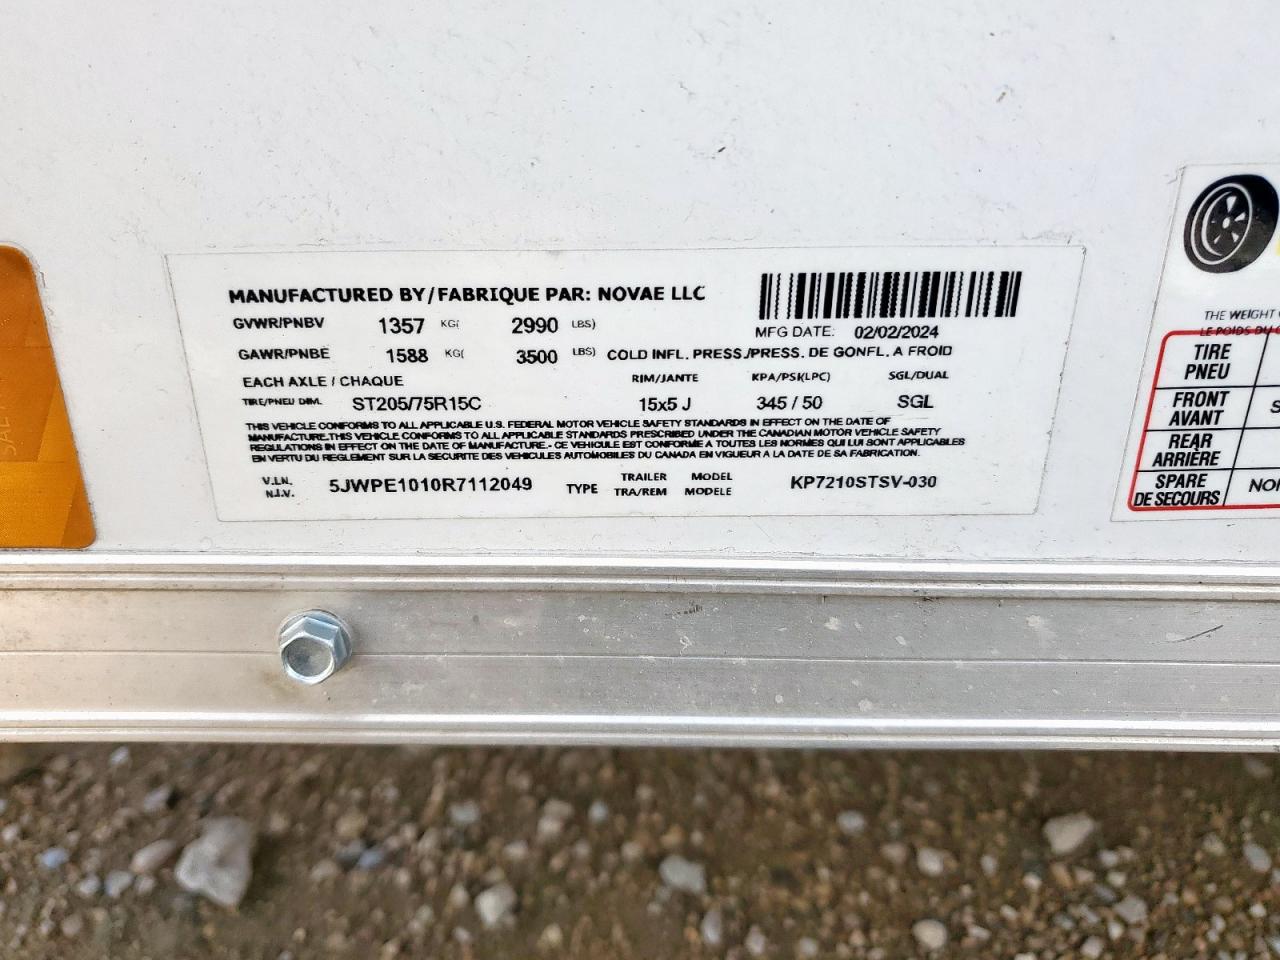 MANUFACTURED BY/FABRIQUE PAR: NOVAE LLC
GVWR/PNBV 1357 KG( 2990 LBS) MFG DATE: 02/02/2024
GAWR/PNBE 1588 KG( 3500 LBS) COLD INFL. PRESS./PRESS. DE GONFL. A FROID
EACH AXLE / CHAQUE RIM/JANTE KPA/PSI(LPC) SGL/DUAL
TIRE/PNEU DIM. ST205/75R15C 15x5 J 345 / 50 SGL
THIS VEHICLE CONFORMS TO ALL APPLICABLE U.S. FEDERAL MOTOR VEHICLE SAFETY STANDARDS IN EFFECT ON THE DATE OF
MANUFACTURE.THIS VEHICLE CONFORMS TO ALL APPLICABLE STANDARDS PRESCRIBED UNDER THE CANADIAN MOTOR VEHICLE SAFETY
REGULATIONS IN EFFECT ON THE DATE OF MANUFACTURE.- CE VEHICULE EST CONFORME A TOUTES LES NORMES QUI LUI SONT APPLICABLES
EN VERTU DU REGLEMENT SUR LA SECURITE DES VEHICULES AUTOMOBILES DU CANADA EN VIGUEUR A LA DATE DE SA FABRICATION.
V.I.N. 5JWPE1010R7112049 TYPE TRAILER MODEL KP7210STSV-030
N.I.V. TRA/REM MODELE
THE WEIGHT
LE POIDS DU
TIRE
PNEU
FRONT
AVANT
REAR
ARRIÈRE
SPARE
DE SECOURS